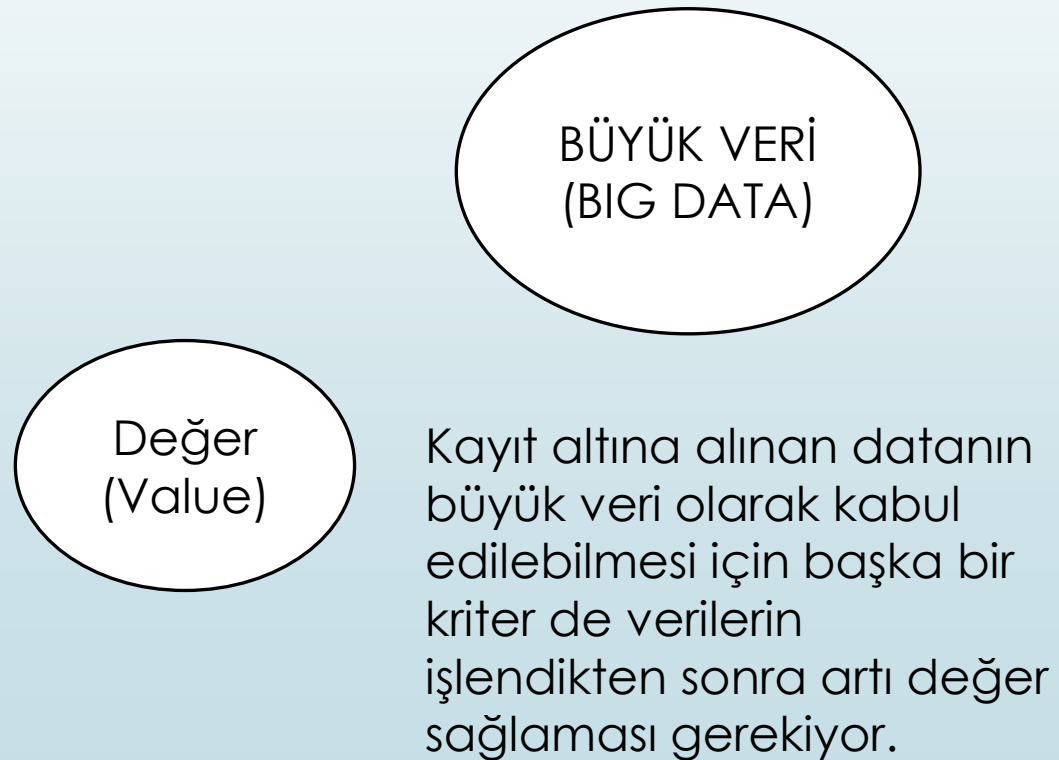 BÜYÜK VERİ
(BIG DATA)
Değer
(Value)
Kayıt altına alınan datanın
büyük veri olarak kabul
edilebilmesi için başka bir
kriter de verilerin
işlendikten sonra artı değer
sağlaması gerekiyor.